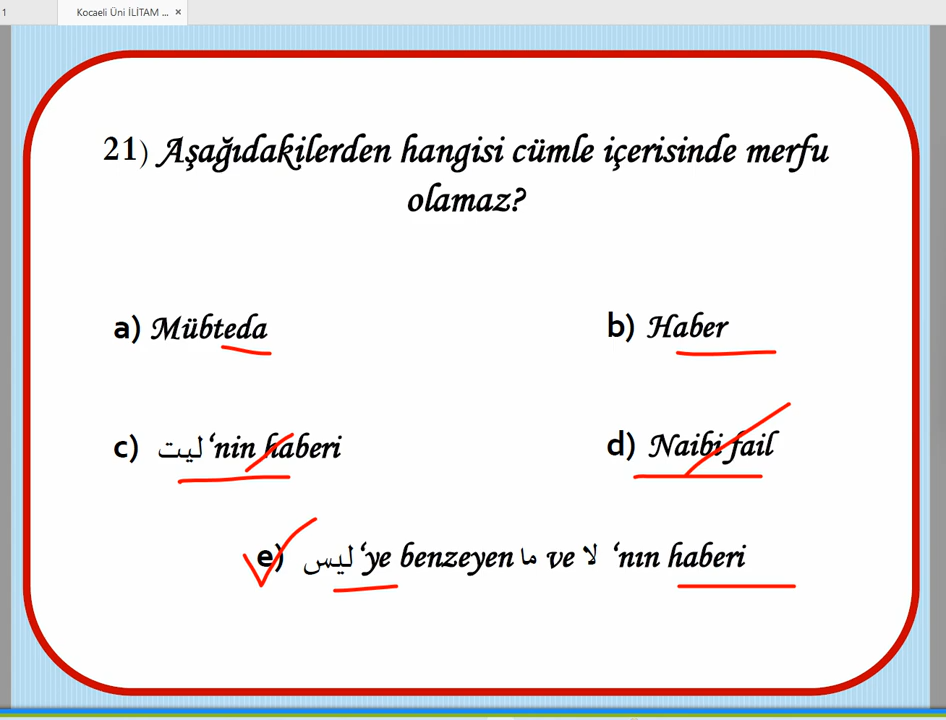 1
Kocaeli Üni İLİTAM ... ×
21) Aşağıdakilerden hangisi cümle içerisinde merfu
olamaz?
a) Mübteda
b) Haber
c) ليت ‘nin haberi
d) Naibi fail
e) ليس ‘ye benzeyen ما ve لا ‘nın haberi